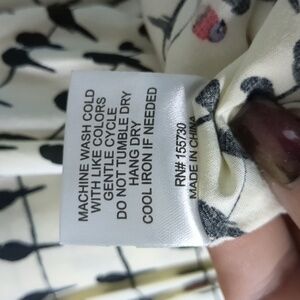 MACHINE WASH COLD
WITH LIKE COLORS
GENTLE CYCLE
DO NOT TUMBLE DRY
HANG DRY
COOL IRON IF NEEDED
RN# 155730
MADE IN CHINA